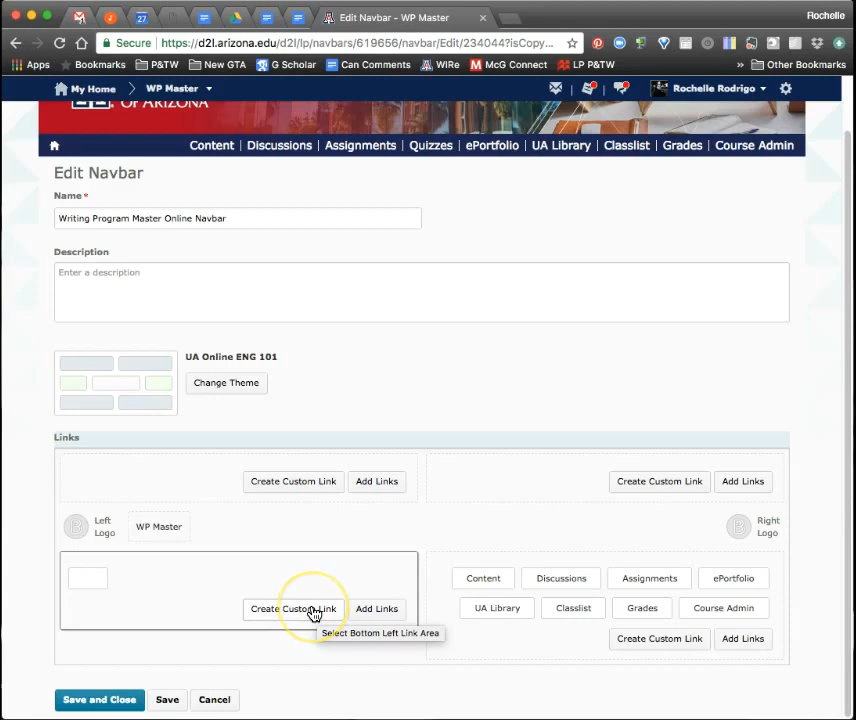 Edit Navbar - WP Master
Rochelle
27
Secure https://d2l.arizona.edu/d2l/lp/navbars/619656/navbar/Edit/234044?isCopy...
Apps Bookmarks P&TW New GTA G Scholar Can Comments WIRe McG Connect LP P&TW » Other Bookmarks
My Home WP Master Rochelle Rodrigo
OF ARIZONA
Content Discussions Assignments Quizzes ePortfolio UA Library Classlist Grades Course Admin
Edit Navbar
Name*
Writing Program Master Online Navbar
Description
Enter a description
UA Online ENG 101
Change Theme
Links
Create Custom Link Add Links Create Custom Link Add Links
Left Logo WP Master Right Logo
Content Discussions Assignments ePortfolio
UA Library Classlist Grades Course Admin
Create Custom Link Add Links
Select Bottom Left Link Area
Create Custom Link Add Links
Save and Close Save Cancel